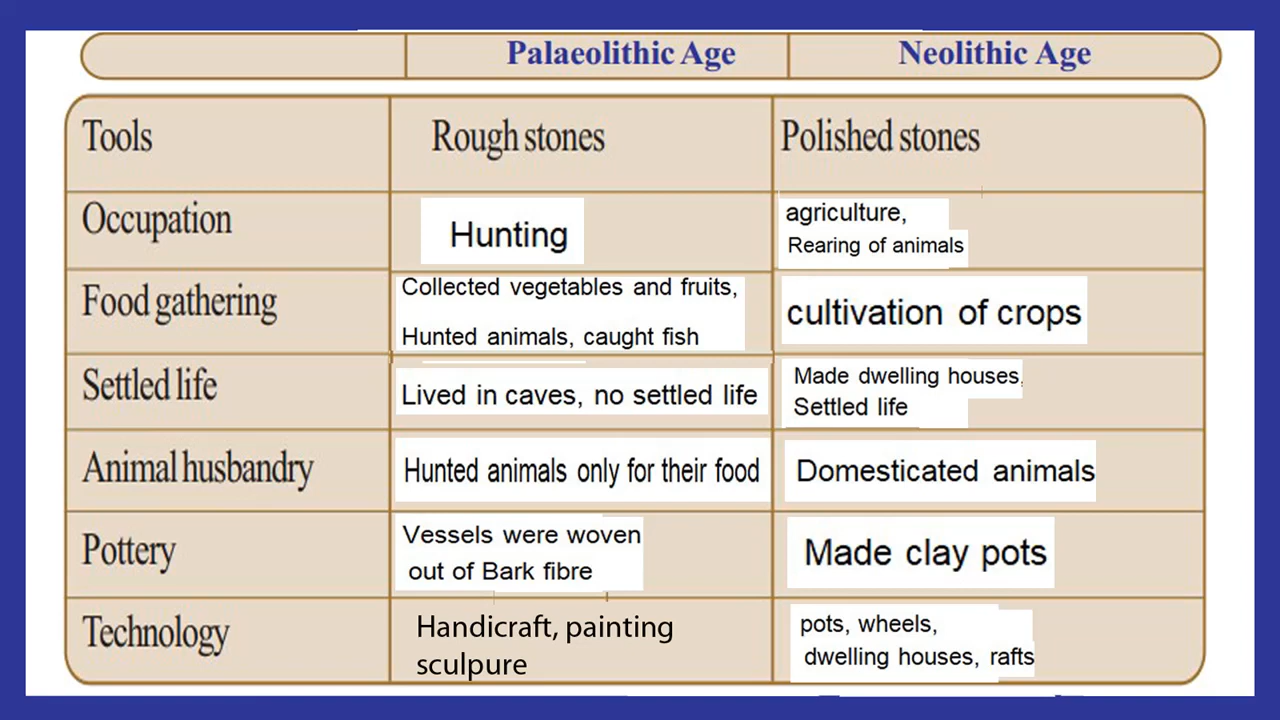 Palaeolithic Age Neolithic Age
Tools Rough stones Polished stones
Occupation Hunting agriculture,
Rearing of animals
Food gathering Collected vegetables and fruits,
Hunted animals, caught fish
cultivation of crops
Settled life Lived in caves, no settled life Made dwelling houses,
Settled life
Animal husbandry Hunted animals only for their food Domesticated animals
Pottery Vessels were woven
out of Bark fibre
Made clay pots
Technology Handicraft, painting
sculpure
pots, wheels,
dwelling houses, rafts